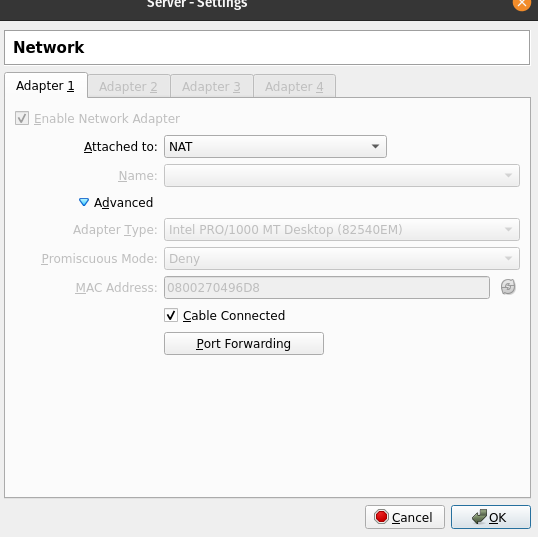 Server - Settings
Network
Adapter 1 Adapter 2 Adapter 3 Adapter 4
Enable Network Adapter
Attached to: NAT
Name:
Advanced
Adapter Type: Intel PRO/1000 MT Desktop (82540EM)
Promiscuous Mode: Deny
MAC Address: 0800270496D8
Cable Connected
Port Forwarding
Cancel OK